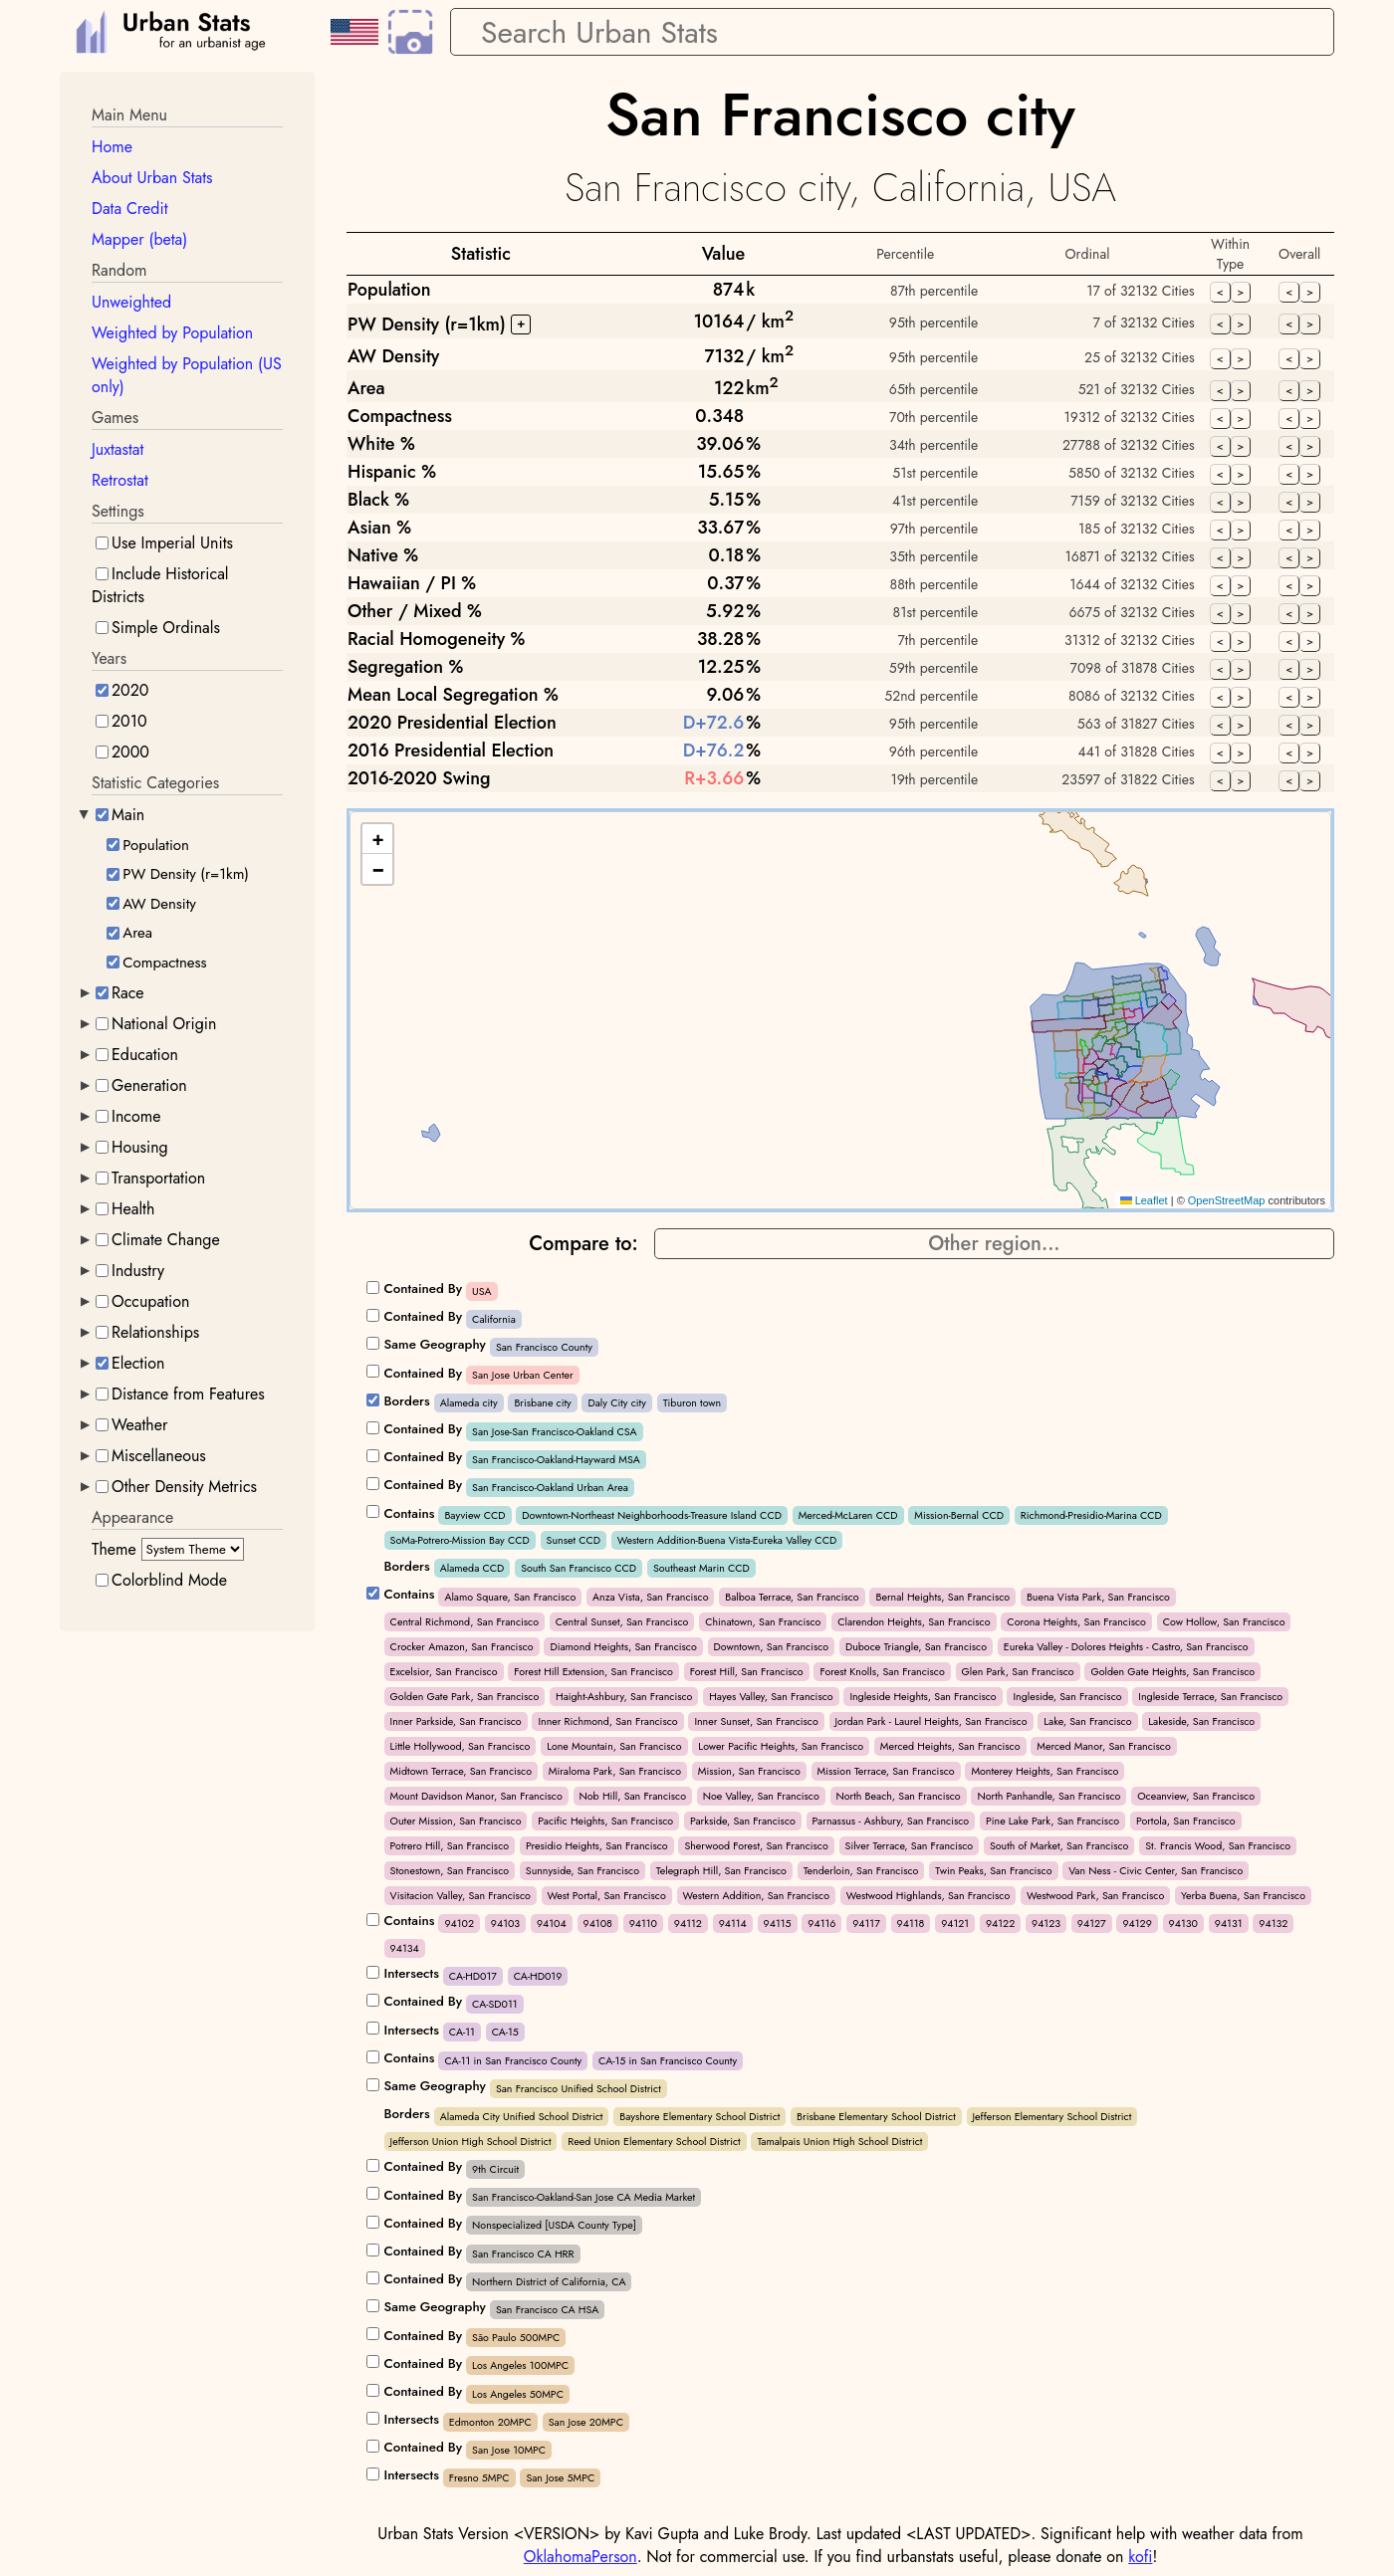 Urban Stats
for an urbanist age
Search Urban Stats
Main Menu
Home
About Urban Stats
Data Credit
Mapper (beta)
Random
Unweighted
Weighted by Population
Weighted by Population (US
only)
Games
Juxtastat
Retrostat
Settings
Use Imperial Units
Include Historical
Districts
Simple Ordinals
Years
2020
2010
2000
Statistic Categories
Main
Population
PW Density (r=1km)
AW Density
Area
Compactness
Race
National Origin
Education
Generation
Income
Housing
Transportation
Health
Climate Change
Industry
Occupation
Relationships
Election
Distance from Features
Weather
Miscellaneous
Other Density Metrics
Appearance
Theme System Theme
Colorblind Mode
San Francisco city
San Francisco city, California, USA
Statistic Value Percentile Ordinal Within Type Overall
Population 874k 87th percentile 17 of 32132 Cities < > < >
PW Density (r=1km) + 10164/ km² 95th percentile 7 of 32132 Cities < > < >
AW Density 7132/ km² 95th percentile 25 of 32132 Cities < > < >
Area 122km² 65th percentile 521 of 32132 Cities < > < >
Compactness 0.348 70th percentile 19312 of 32132 Cities < > < >
White % 39.06% 34th percentile 27788 of 32132 Cities < > < >
Hispanic % 15.65% 51st percentile 5850 of 32132 Cities < > < >
Black % 5.15% 41st percentile 7159 of 32132 Cities < > < >
Asian % 33.67% 97th percentile 185 of 32132 Cities < > < >
Native % 0.18% 35th percentile 16871 of 32132 Cities < > < >
Hawaiian / PI % 0.37% 88th percentile 1644 of 32132 Cities < > < >
Other / Mixed % 5.92% 81st percentile 6675 of 32132 Cities < > < >
Racial Homogeneity % 38.28% 7th percentile 31312 of 32132 Cities < > < >
Segregation % 12.25% 59th percentile 7098 of 31878 Cities < > < >
Mean Local Segregation % 9.06% 52nd percentile 8086 of 32132 Cities < > < >
2020 Presidential Election D+72.6% 95th percentile 563 of 31827 Cities < > < >
2016 Presidential Election D+76.2% 96th percentile 441 of 31828 Cities < > < >
2016-2020 Swing R+3.66% 19th percentile 23597 of 31822 Cities < > < >
+
−
Leaflet | © OpenStreetMap contributors
Compare to: Other region...
Contained By USA
Contained By California
Same Geography San Francisco County
Contained By San Jose Urban Center
Borders Alameda city Brisbane city Daly City city Tiburon town
Contained By San Jose-San Francisco-Oakland CSA
Contained By San Francisco-Oakland-Hayward MSA
Contained By San Francisco-Oakland Urban Area
Contains Bayview CCD Downtown-Northeast Neighborhoods-Treasure Island CCD Merced-McLaren CCD Mission-Bernal CCD Richmond-Presidio-Marina CCD
SoMa-Potrero-Mission Bay CCD Sunset CCD Western Addition-Buena Vista-Eureka Valley CCD
Borders Alameda CCD South San Francisco CCD Southeast Marin CCD
Contains Alamo Square, San Francisco Anza Vista, San Francisco Balboa Terrace, San Francisco Bernal Heights, San Francisco Buena Vista Park, San Francisco
Central Richmond, San Francisco Central Sunset, San Francisco Chinatown, San Francisco Clarendon Heights, San Francisco Corona Heights, San Francisco Cow Hollow, San Francisco
Crocker Amazon, San Francisco Diamond Heights, San Francisco Downtown, San Francisco Duboce Triangle, San Francisco Eureka Valley - Dolores Heights - Castro, San Francisco
Excelsior, San Francisco Forest Hill Extension, San Francisco Forest Hill, San Francisco Forest Knolls, San Francisco Glen Park, San Francisco Golden Gate Heights, San Francisco
Golden Gate Park, San Francisco Haight-Ashbury, San Francisco Hayes Valley, San Francisco Ingleside Heights, San Francisco Ingleside, San Francisco Ingleside Terrace, San Francisco
Inner Parkside, San Francisco Inner Richmond, San Francisco Inner Sunset, San Francisco Jordan Park - Laurel Heights, San Francisco Lake, San Francisco Lakeside, San Francisco
Little Hollywood, San Francisco Lone Mountain, San Francisco Lower Pacific Heights, San Francisco Merced Heights, San Francisco Merced Manor, San Francisco
Midtown Terrace, San Francisco Miraloma Park, San Francisco Mission, San Francisco Mission Terrace, San Francisco Monterey Heights, San Francisco
Mount Davidson Manor, San Francisco Nob Hill, San Francisco Noe Valley, San Francisco North Beach, San Francisco North Panhandle, San Francisco Oceanview, San Francisco
Outer Mission, San Francisco Pacific Heights, San Francisco Parkside, San Francisco Parnassus - Ashbury, San Francisco Pine Lake Park, San Francisco Portola, San Francisco
Potrero Hill, San Francisco Presidio Heights, San Francisco Sherwood Forest, San Francisco Silver Terrace, San Francisco South of Market, San Francisco St. Francis Wood, San Francisco
Stonestown, San Francisco Sunnyside, San Francisco Telegraph Hill, San Francisco Tenderloin, San Francisco Twin Peaks, San Francisco Van Ness - Civic Center, San Francisco
Visitacion Valley, San Francisco West Portal, San Francisco Western Addition, San Francisco Westwood Highlands, San Francisco Westwood Park, San Francisco Yerba Buena, San Francisco
Contains 94102 94103 94104 94108 94110 94112 94114 94115 94116 94117 94118 94121 94122 94123 94127 94129 94130 94131 94132
94134
Intersects CA-HD017 CA-HD019
Contained By CA-SD011
Intersects CA-11 CA-15
Contains CA-11 in San Francisco County CA-15 in San Francisco County
Same Geography San Francisco Unified School District
Borders Alameda City Unified School District Bayshore Elementary School District Brisbane Elementary School District Jefferson Elementary School District
Jefferson Union High School District Reed Union Elementary School District Tamalpais Union High School District
Contained By 9th Circuit
Contained By San Francisco-Oakland-San Jose CA Media Market
Contained By Nonspecialized [USDA County Type]
Contained By San Francisco CA HRR
Contained By Northern District of California, CA
Same Geography San Francisco CA HSA
Contained By São Paulo 500MPC
Contained By Los Angeles 100MPC
Contained By Los Angeles 50MPC
Intersects Edmonton 20MPC San Jose 20MPC
Contained By San Jose 10MPC
Intersects Fresno 5MPC San Jose 5MPC
Urban Stats Version <VERSION> by Kavi Gupta and Luke Brody. Last updated <LAST UPDATED>. Significant help with weather data from
OklahomaPerson. Not for commercial use. If you find urbanstats useful, please donate on kofi!